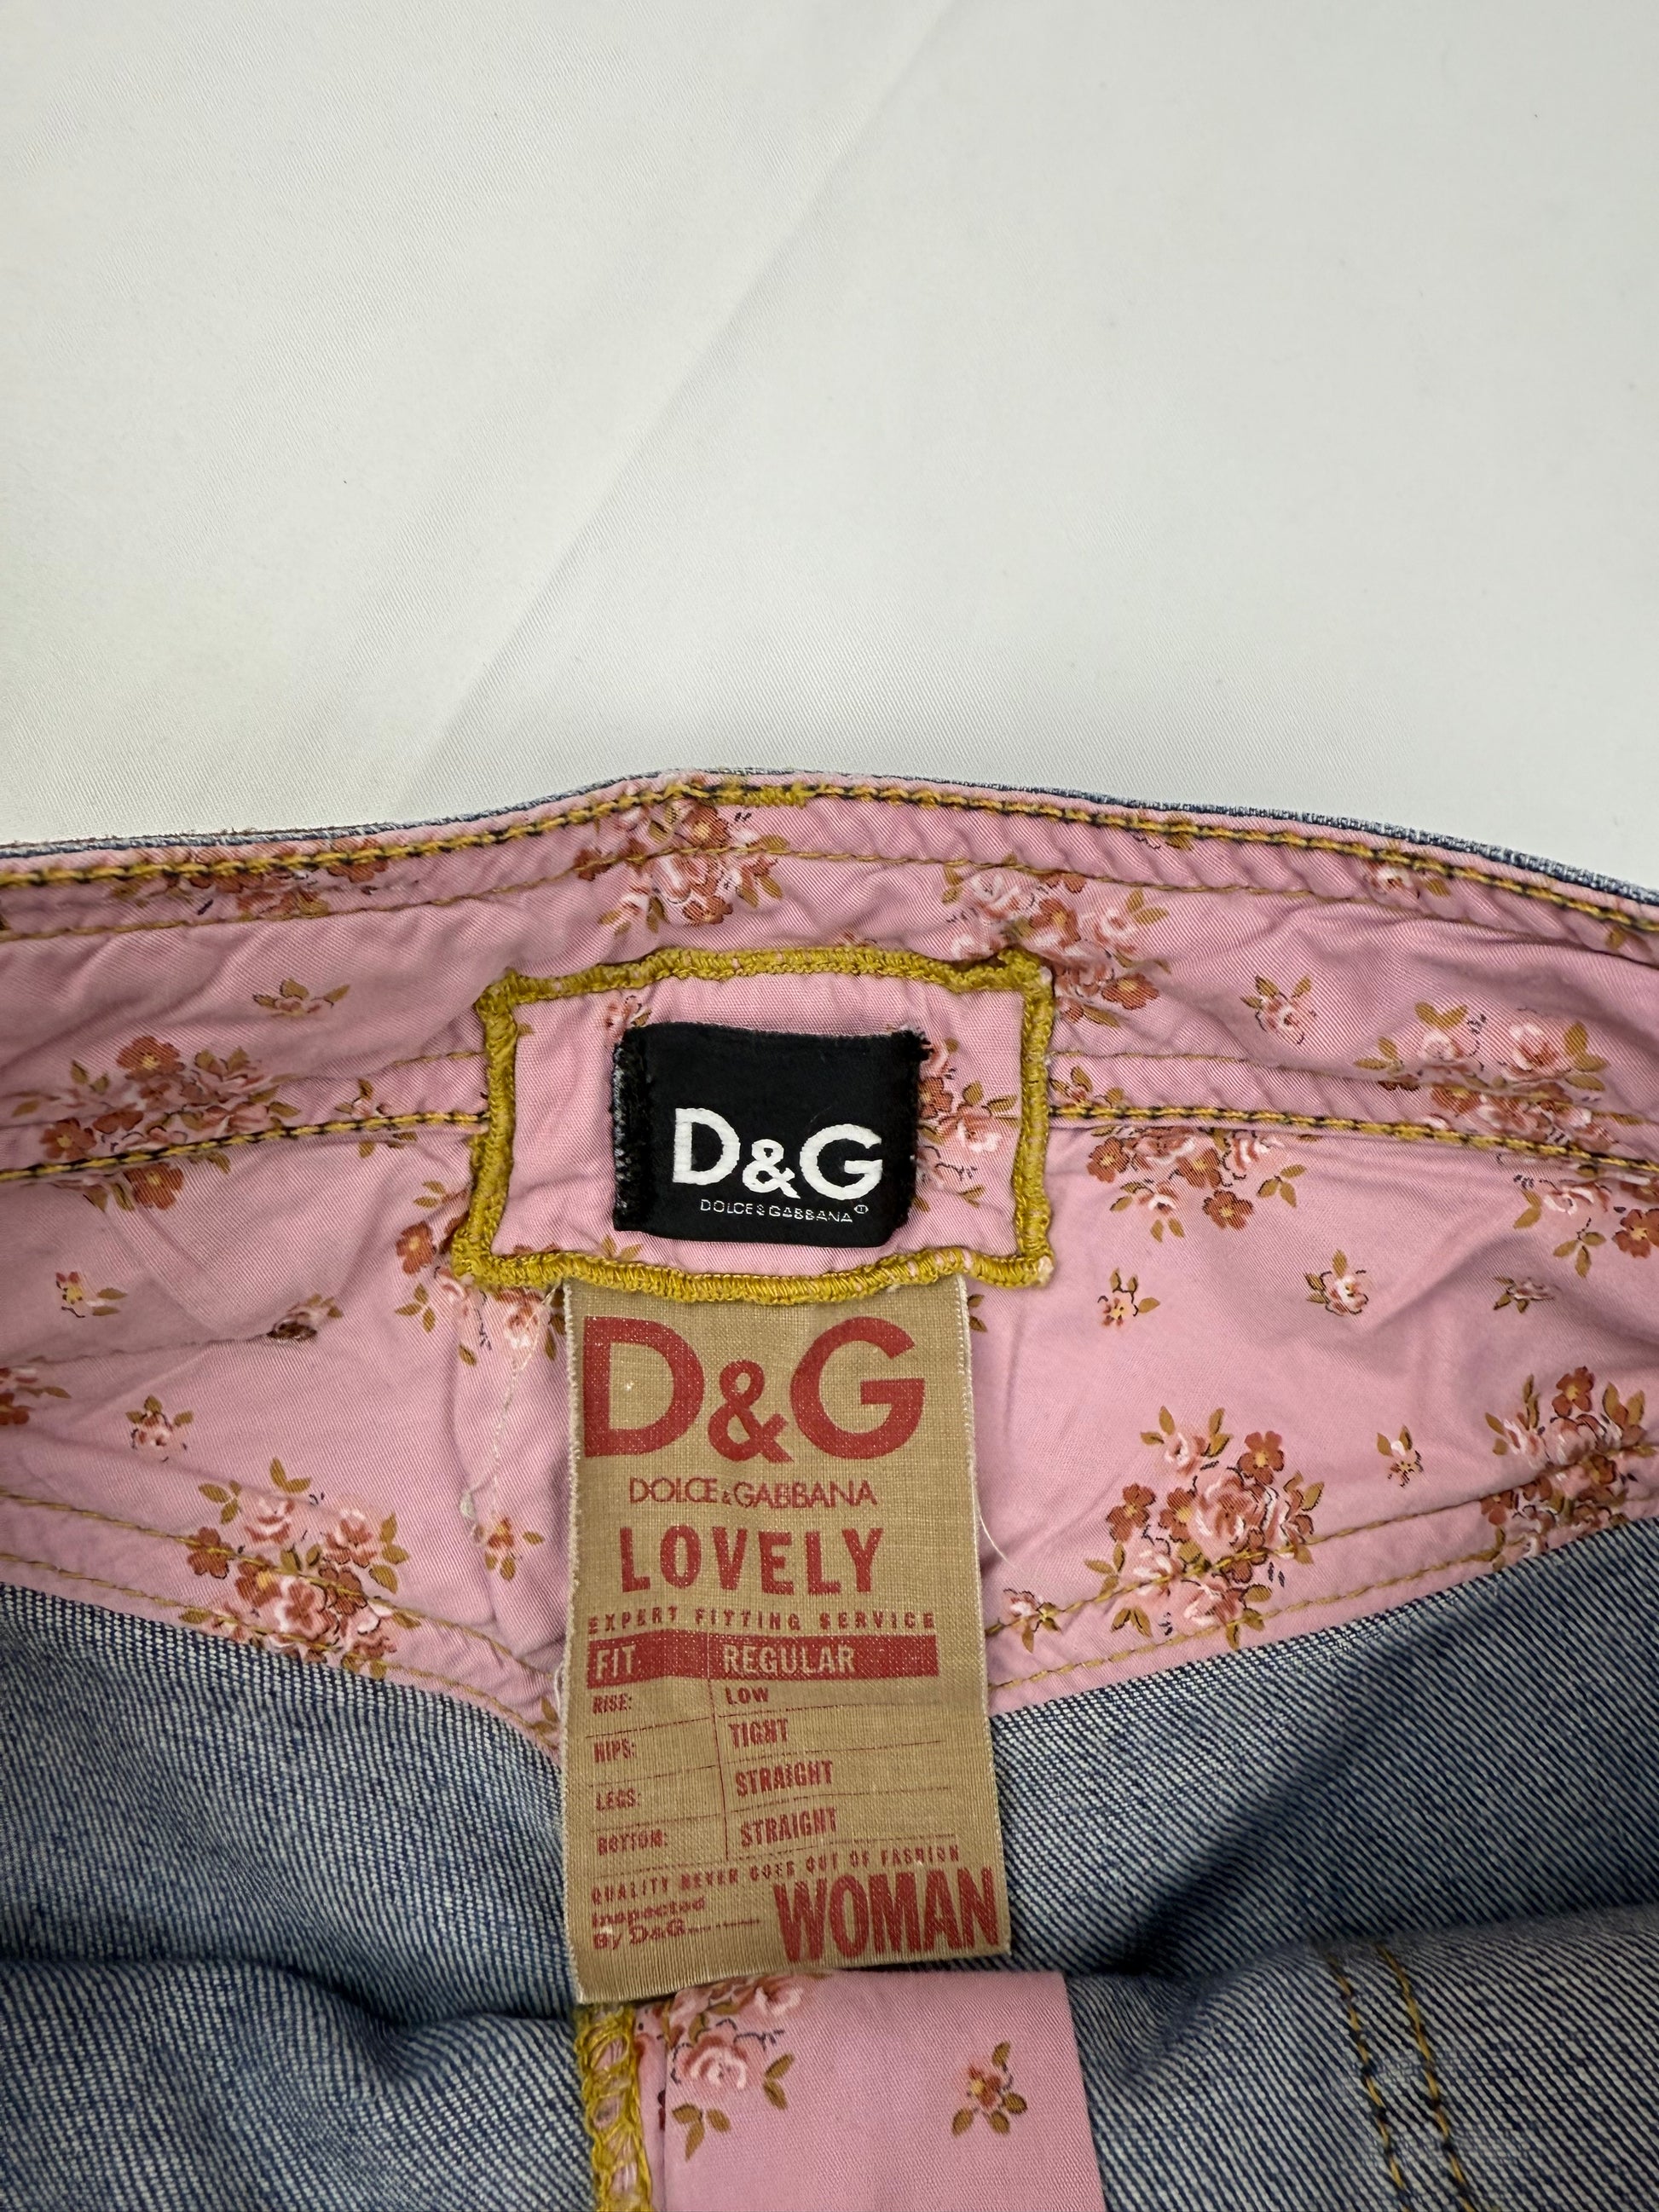 D&G
DOLCE&GABBANA
D&G
DOLCE&GABBANA
LOVELY
EXPERT FITTING SERVICE
FIT REGULAR
RISE: LOW
HIPS: TIGHT
LEGS: STRAIGHT
BOTTOM: STRAIGHT
QUALITY NEVER GOES OUT OF FASHION
Inspected
By D&G
WOMAN